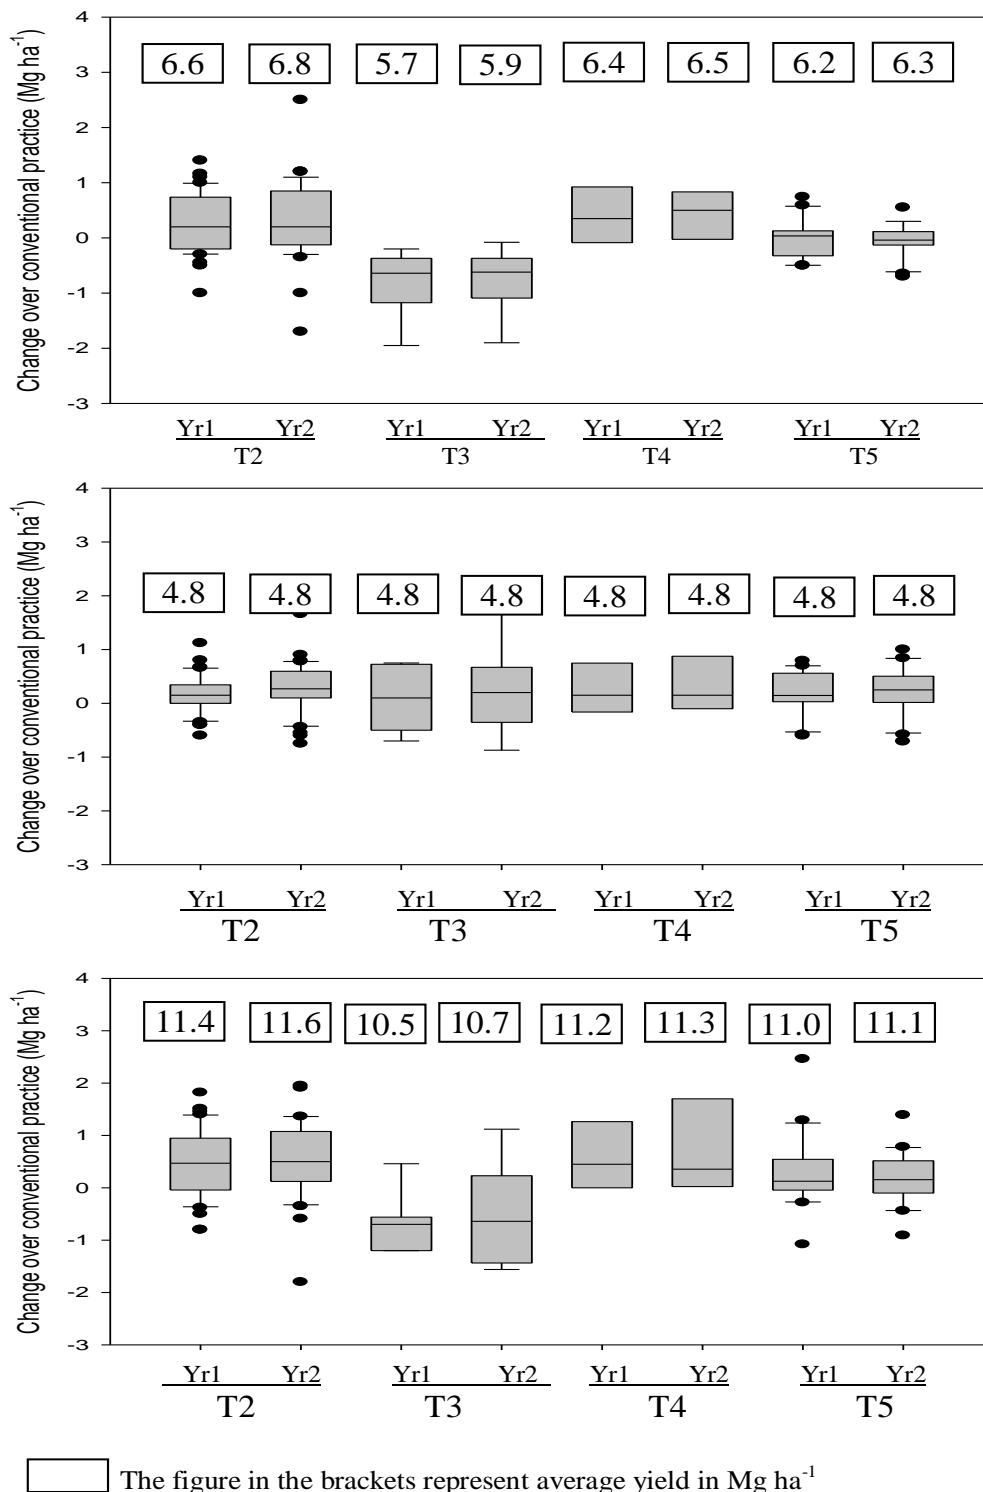 Change over conventional practice (Mg ha-1)
4
3
2
1
0
-1
-2
-3
6.6 6.8 5.7 5.9 6.4 6.5 6.2 6.3
Yr1 Yr2 Yr1 Yr2 Yr1 Yr2 Yr1 Yr2
T2 T3 T4 T5
Change over conventional practice (Mg ha-1)
4
3
2
1
0
-1
-2
-3
4.8 4.8 4.8 4.8 4.8 4.8 4.8 4.8
Yr1 Yr2 Yr1 Yr2 Yr1 Yr2 Yr1 Yr2
T2 T3 T4 T5
Change over conventional practice (Mg ha-1)
4
3
2
1
0
-1
-2
-3
11.4 11.6 10.5 10.7 11.2 11.3 11.0 11.1
Yr1 Yr2 Yr1 Yr2 Yr1 Yr2 Yr1 Yr2
T2 T3 T4 T5
The figure in the brackets represent average yield in Mg ha-1